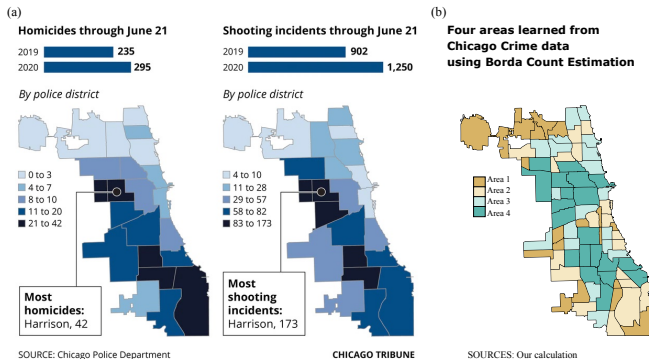 (a)
Homicides through June 21
2019 235
2020 295
By police district
0 to 3
4 to 7
8 to 10
11 to 20
21 to 42
Most
homicides:
Harrison, 42
Shooting incidents through June 21
2019 902
2020 1,250
By police district
4 to 10
11 to 28
29 to 57
58 to 82
83 to 173
Most
shooting
incidents:
Harrison, 173
SOURCE: Chicago Police Department
CHICAGO TRIBUNE
(b)
Four areas learned from
Chicago Crime data
using Borda Count Estimation
Area 1
Area 2
Area 3
Area 4
SOURCES: Our calculation